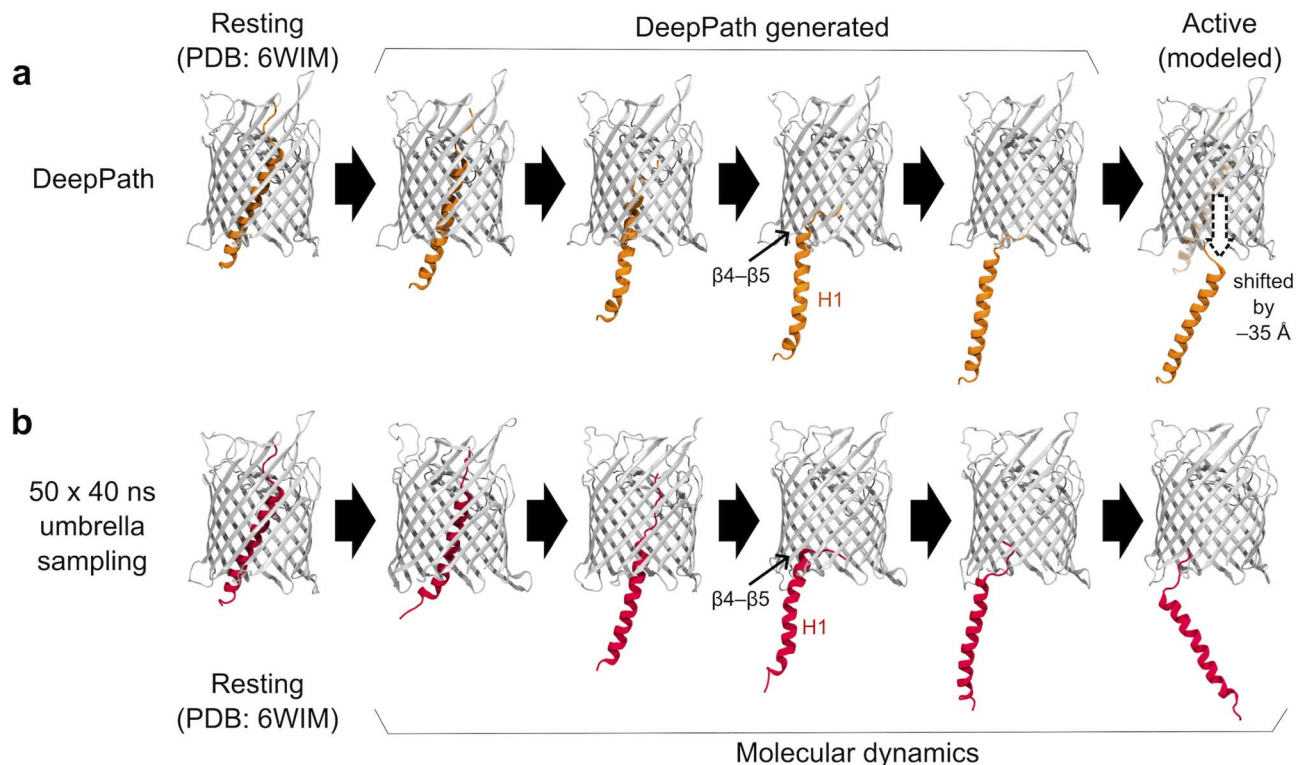 Resting
(PDB: 6WIM)
DeepPath generated
Active
(modeled)
a
DeepPath
β4–β5
H1
shifted
by
–35 Å
b
50 x 40 ns
umbrella
sampling
β4–β5
H1
Resting
(PDB: 6WIM)
Molecular dynamics